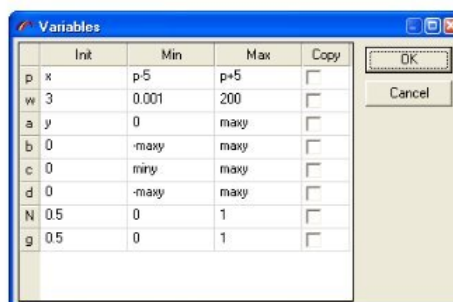 Variables
Init Min Max Copy
p x p-5 p+5
w 3 0.001 200
a y 0 maxy
b 0 -maxy maxy
c 0 miny maxy
d 0 -maxy maxy
N 0.5 0 1
g 0.5 0 1
OK
Cancel